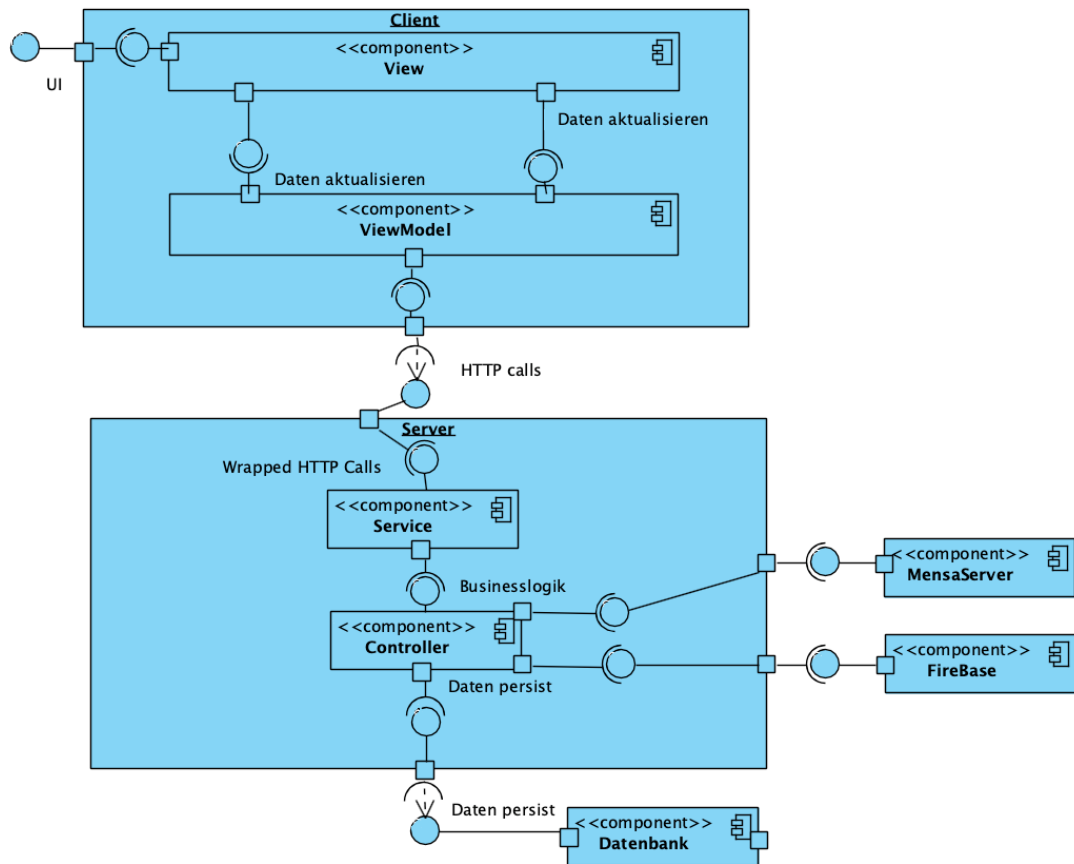 Client
<<component>>
View
UI
Daten aktualisieren
Daten aktualisieren
<<component>>
ViewModel
HTTP calls
Server
Wrapped HTTP Calls
<<component>>
Service
<<component>>
MensaServer
Businesslogik
<<component>>
Controller
<<component>>
FireBase
Daten persist
Daten persist
<<component>>
Datenbank